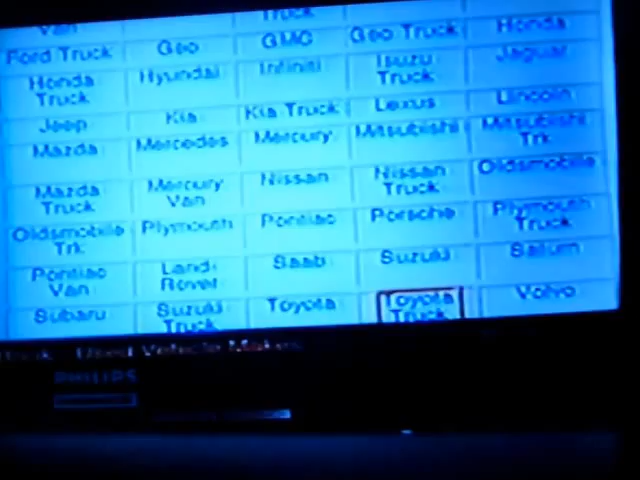 Van Truck
Ford Truck Geo GMC Geo Truck Honda
Honda Truck Hyundai Infiniti Isuzu Truck Jaguar
Jeep Kia Kia Truck Lexus Lincoln
Mazda Mercedes Mercury Mitsubishi Mitsubishi Trk
Mazda Truck Mercury Van Nissan Nissan Truck Oldsmobile
Oldsmobile Trk Plymouth Pontiac Porsche Plymouth Truck
Pontiac Van Land Rover Saab Suzuki Saturn
Subaru Suzuki Truck Toyota Toyota Truck Volvo
Used Vehicle Makes
PHILIPS